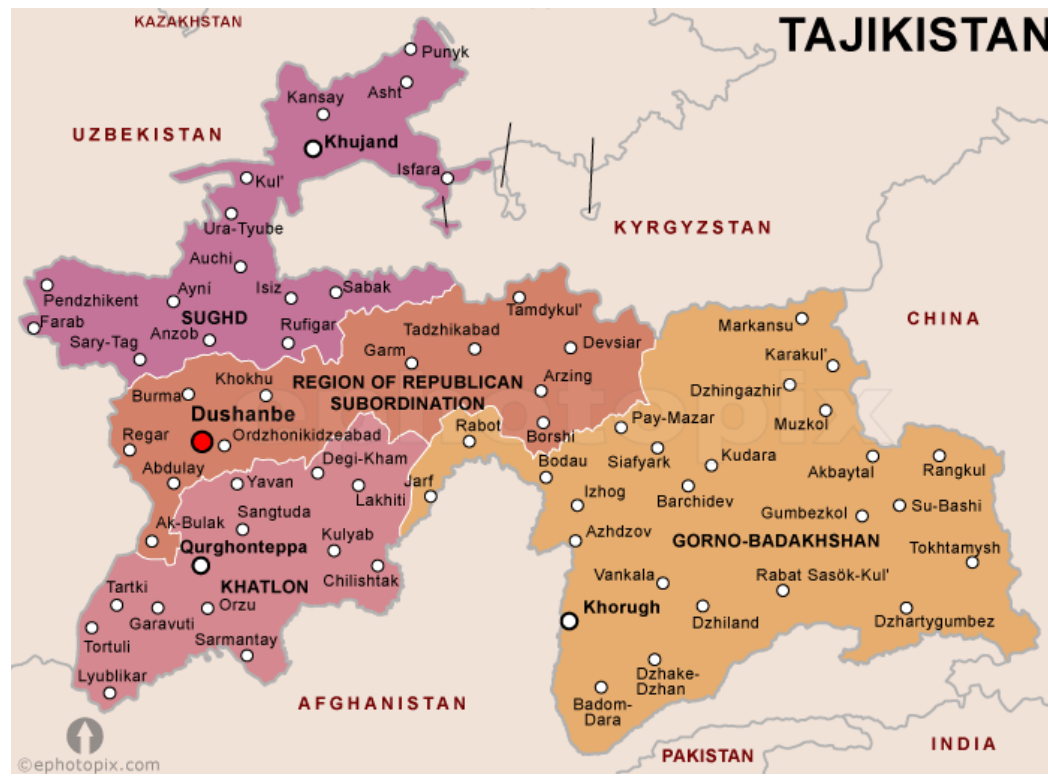 KAZAKHSTAN
TAJIKISTAN
Punyk
Asht
Kansay
UZBEKISTAN
Khujand
Isfara
Kul'
Ura-Tyube
KYRGYZSTAN
Auchi
Pendzhikent
Ayni
Isiz
Sabak
Farab
SUGHD
Tamdykul'
Markansu
CHINA
Anzob
Rufigar
Sary-Tag
Tadzhikabad
Devsiar
Garm
Karakul'
Khokhu
REGION OF REPUBLICAN
SUBORDINATION
Arzing
Dzhingazhir
Burma
Dushanbe
ephotopix
Pay-Mazar
Muzkol
Regar
Ordzhonikidzeabad
Rabot
Borshi
Degi-Kham
Bodau
Siafyark
Kudara
Akbaytal
Rangkul
Abdulay
Yavan
Lakhiti
Jarf
Izhog
Barchidev
Su-Bashi
Gumbezkol
Ak-Bulak
Sangtuda
Azhdzov
GORNO-BADAKHSHAN
Kulyab
Qurghonteppa
Tokhtamysh
Chilishtak
KHATLON
Vankala
Rabat Sasök-Kul'
Tartki
Orzu
Khorugh
Garavuti
Dzhiland
Dzhartygumbez
Tortuli
Sarmantay
Lyublikar
Dzhake-
Dzhan
AFGHANISTAN
Badom-
Dara
PAKISTAN
INDIA
©ephotopix.com